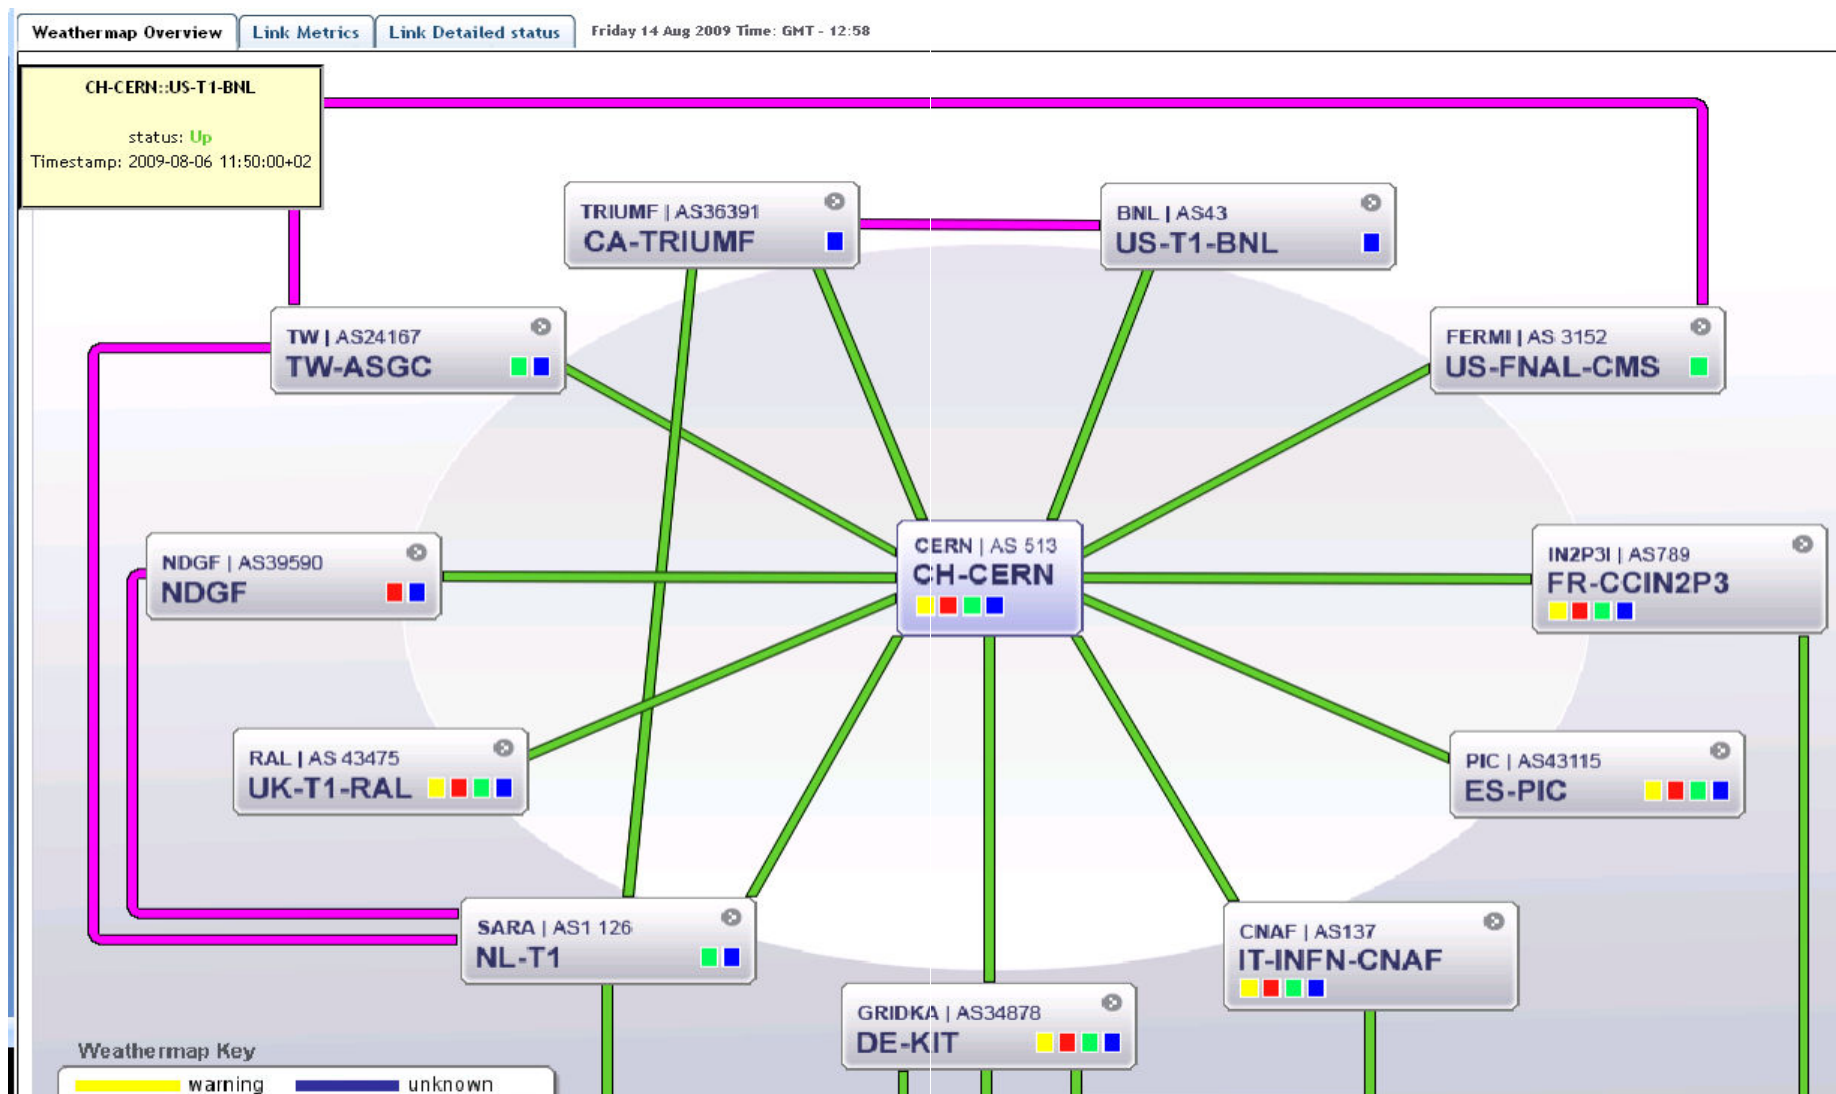 Weathermap Overview
Link Metrics
Link Detailed status
Friday 14 Aug 2009 Time: GMT - 12:58
CH-CERN::US-T1-BNL
status: Up
Timestamp: 2009-08-06 11:50:00+02
TRIUMF | AS36391
CA-TRIUMF
BNL | AS43
US-T1-BNL
TW | AS24167
TW-ASGC
FERMI | AS 3152
US-FNAL-CMS
CERN | AS 513
CH-CERN
NDGF | AS39590
NDGF
IN2P3I | AS789
FR-CCIN2P3
RAL | AS 43475
UK-T1-RAL
PIC | AS43115
ES-PIC
SARA | AS1 126
NL-T1
CNAF | AS137
IT-INFN-CNAF
GRIDKA | AS34878
DE-KIT
Weathermap Key
warning
unknown